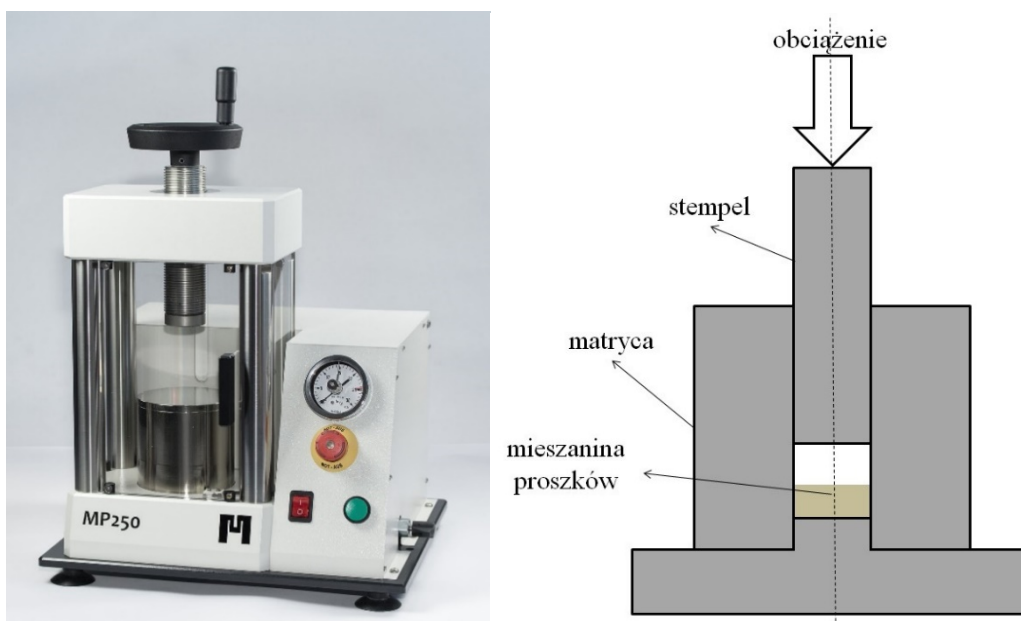 MP250
obciążenie
stempel
matryca
mieszanina
proszków